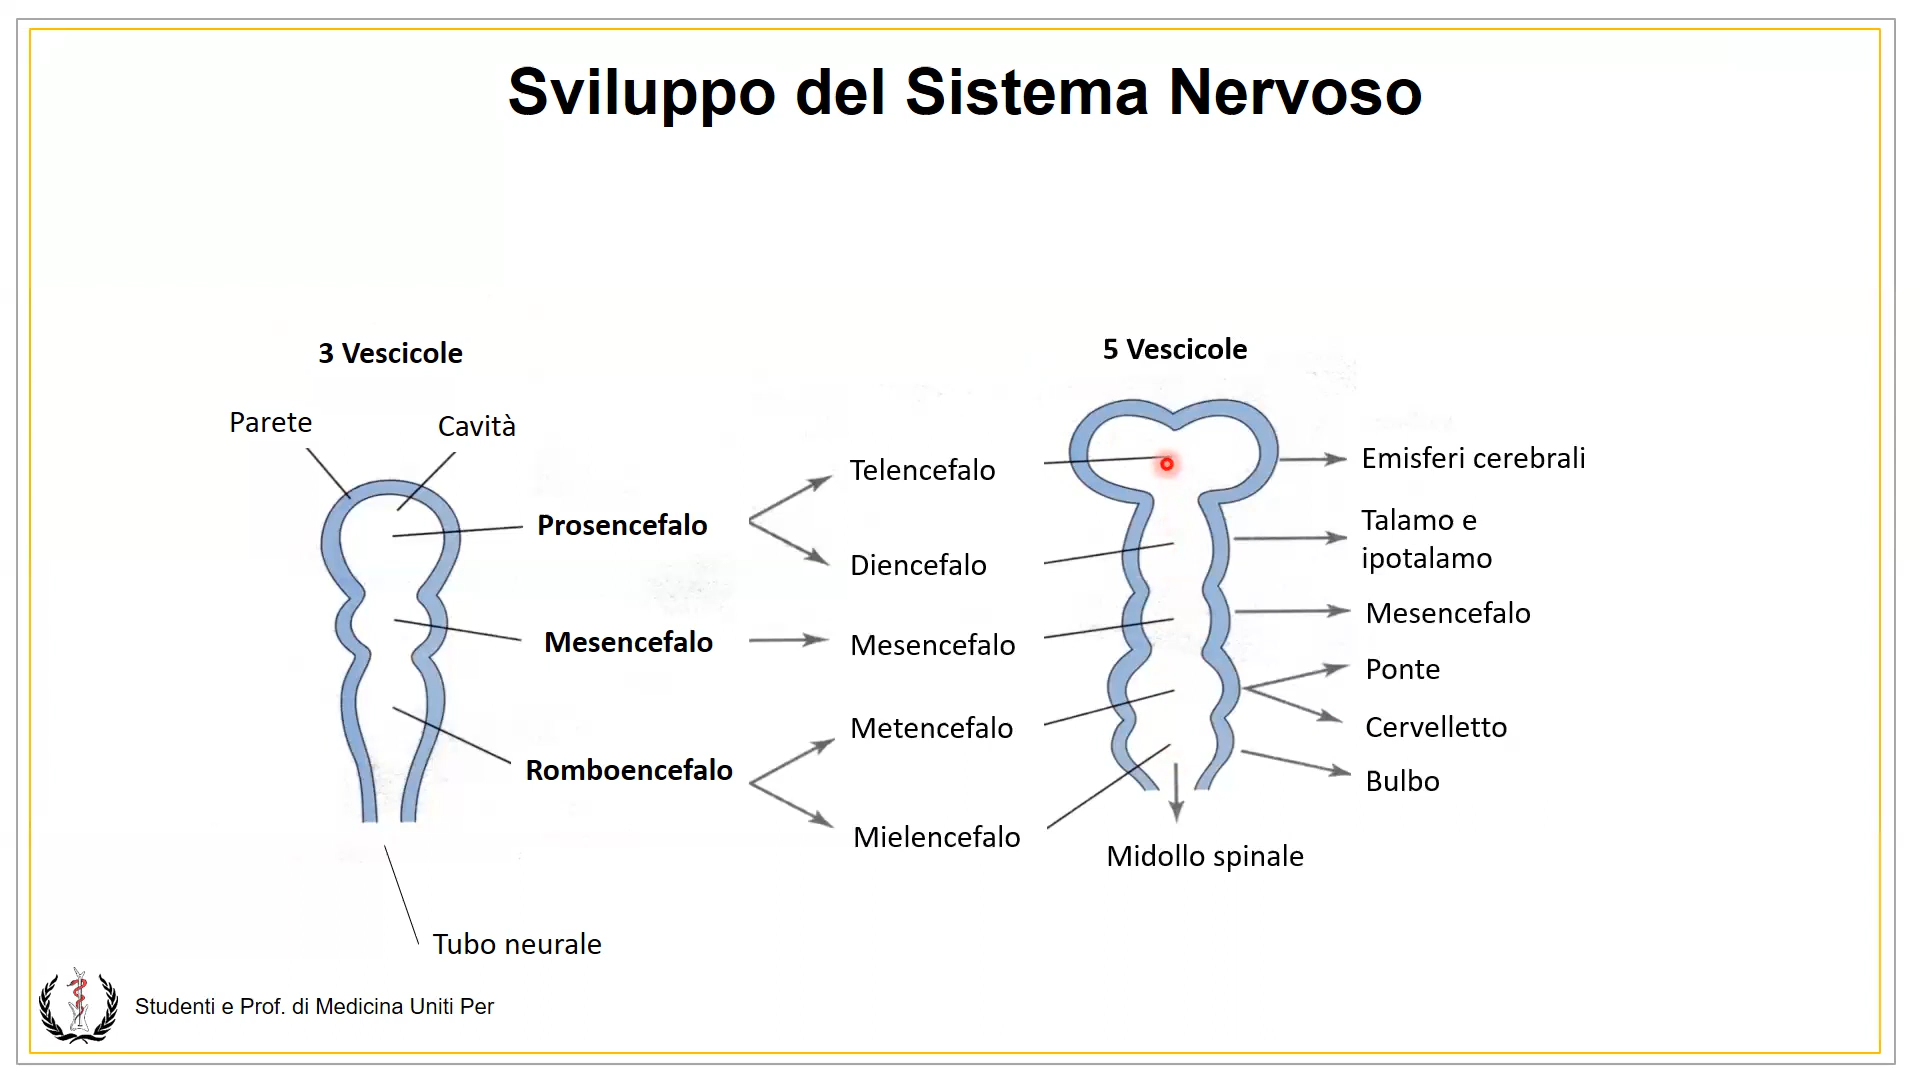 Sviluppo del Sistema Nervoso
3 Vescicole
Parete
Cavità
Prosencefalo
Mesencefalo
Romboencefalo
Tubo neurale
Telencefalo
Diencefalo
Mesencefalo
Metencefalo
Mielencefalo
5 Vescicole
Emisferi cerebrali
Talamo e
ipotalamo
Mesencefalo
Ponte
Cervelletto
Bulbo
Midollo spinale
Studenti e Prof. di Medicina Uniti Per